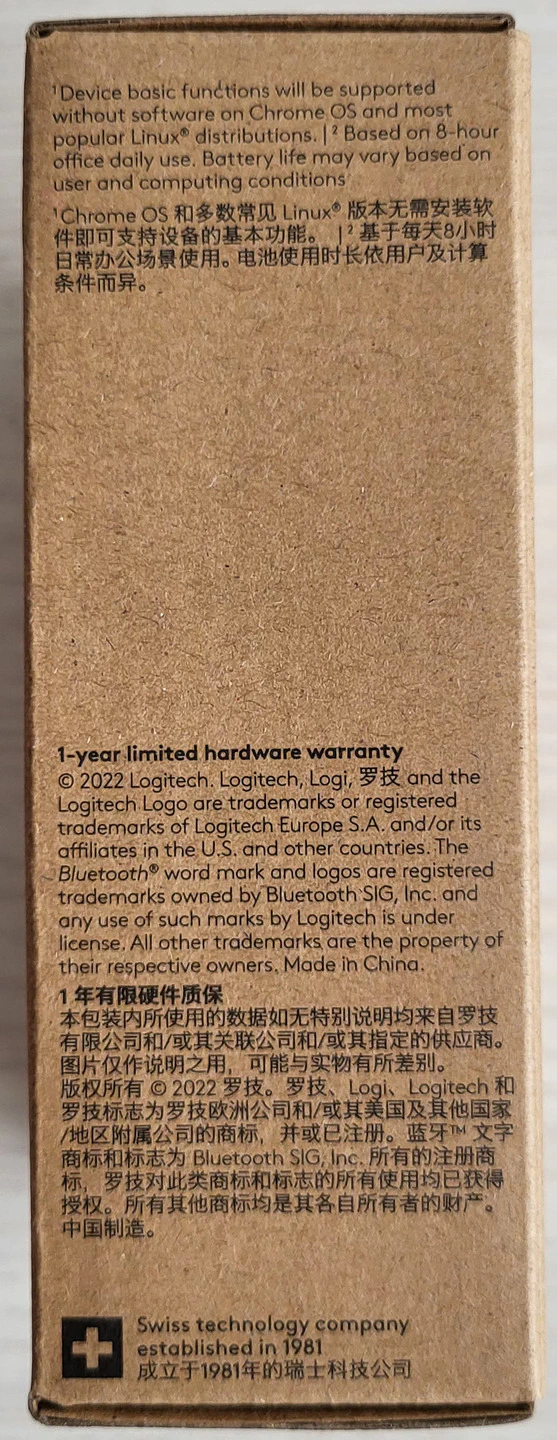 ¹Device basic functions will be supported
without software on Chrome OS and most
popular Linux® distributions. | ² Based on 8-hour
office daily use. Battery life may vary based on
user and computing conditions
¹Chrome OS 和多数常见 Linux® 版本无需安装软
件即可支持设备的基本功能。 | ² 基于每天8小时
日常办公场景使用。电池使用时长依用户及计算
条件而异。
1-year limited hardware warranty
© 2022 Logitech. Logitech, Logi, 罗技 and the
Logitech Logo are trademarks or registered
trademarks of Logitech Europe S.A. and/or its
affiliates in the U.S. and other countries. The
Bluetooth® word mark and logos are registered
trademarks owned by Bluetooth SIG, Inc. and
any use of such marks by Logitech is under
license. All other trademarks are the property of
their respective owners. Made in China.
1 年有限硬件质保
本包装内所使用的数据如无特别说明均来自罗技
有限公司和/或其关联公司和/或其指定的供应商。
图片仅作说明之用，可能与实物有所差别。
版权所有 © 2022 罗技。罗技、Logi、Logitech 和
罗技标志为罗技欧洲公司和/或其美国及其他国家
/地区附属公司的商标，并或已注册。蓝牙™ 文字
商标和标志为 Bluetooth SIG, Inc. 所有的注册商
标，罗技对此类商标和标志的所有使用均已获得
授权。所有其他商标均是其各自所有者的财产。
中国制造。
Swiss technology company
established in 1981
成立于1981年的瑞士科技公司